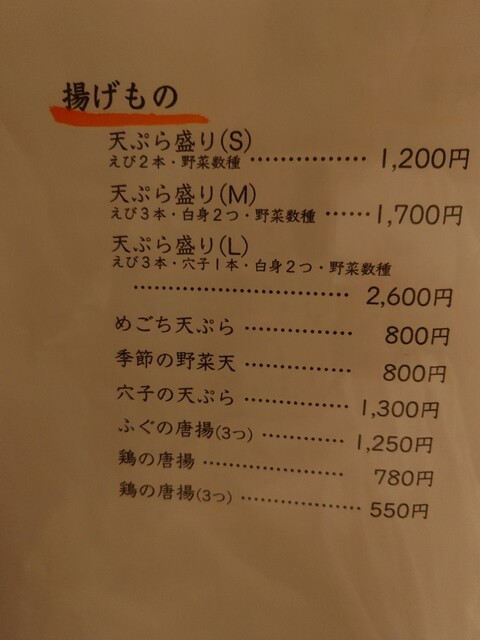 揚げもの
天ぷら盛り(S)
えび2本・野菜数種 ・・・・・・・・・・・・・・・ 1,200円
天ぷら盛り(M)
えび3本・白身2つ・野菜数種 ・・・・・・1,700円
天ぷら盛り(L)
えび3本・穴子1本・白身2つ・野菜数種
・・・・・・・・・・・・・・・・・・・・・・・・・・・・ 2,600円
めごち天ぷら ・・・・・・・・・・・・・・ 800円
季節の野菜天 ・・・・・・・・・・・・・・ 800円
穴子の天ぷら ・・・・・・・・・・・・・・ 1,300円
ふぐの唐揚(3つ) ・・・・・・・・・・・ 1,250円
鶏の唐揚 ・・・・・・・・・・・・・・・・・・・ 780円
鶏の唐揚(3つ) ・・・・・・・・・・・・・・・・ 550円